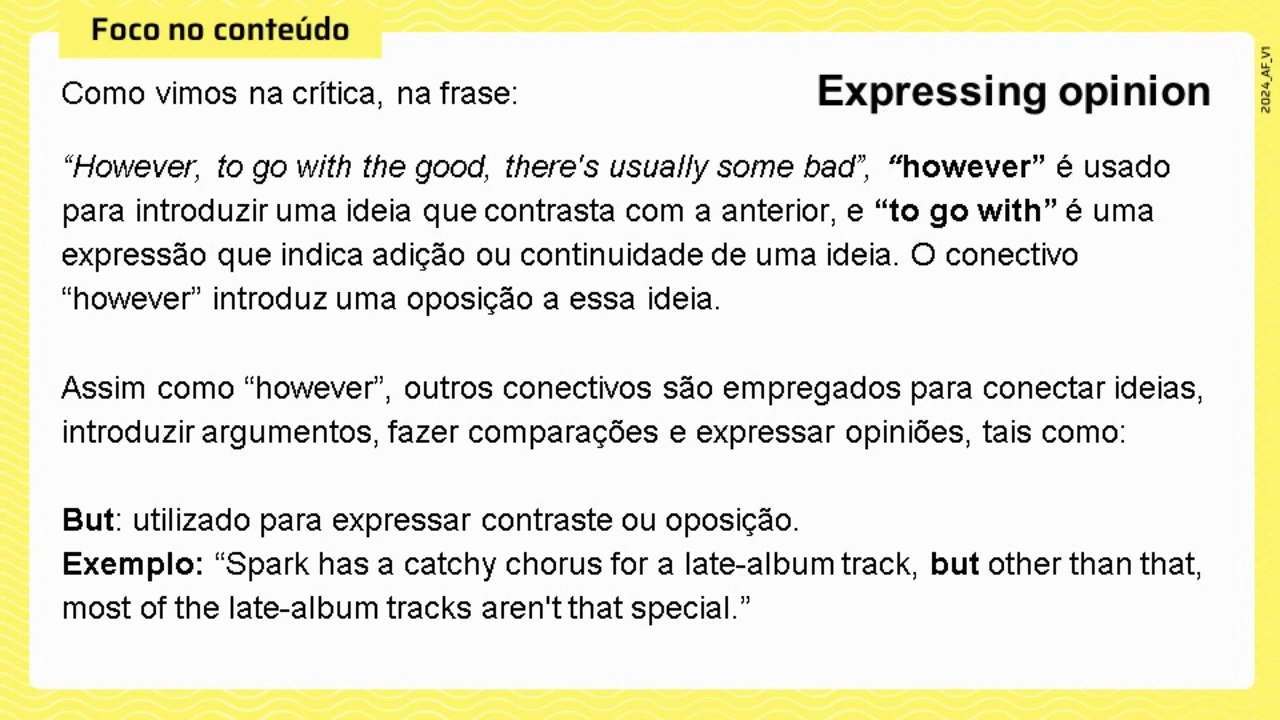 Foco no conteúdo
2024_AF_V1
Como vimos na crítica, na frase:
Expressing opinion
“However, to go with the good, there's usually some bad”, “however” é usado
para introduzir uma ideia que contrasta com a anterior, e “to go with” é uma
expressão que indica adição ou continuidade de uma ideia. O conectivo
“however” introduz uma oposição a essa ideia.
Assim como “however”, outros conectivos são empregados para conectar ideias,
introduzir argumentos, fazer comparações e expressar opiniões, tais como:
But: utilizado para expressar contraste ou oposição.
Exemplo: “Spark has a catchy chorus for a late-album track, but other than that,
most of the late-album tracks aren't that special.”